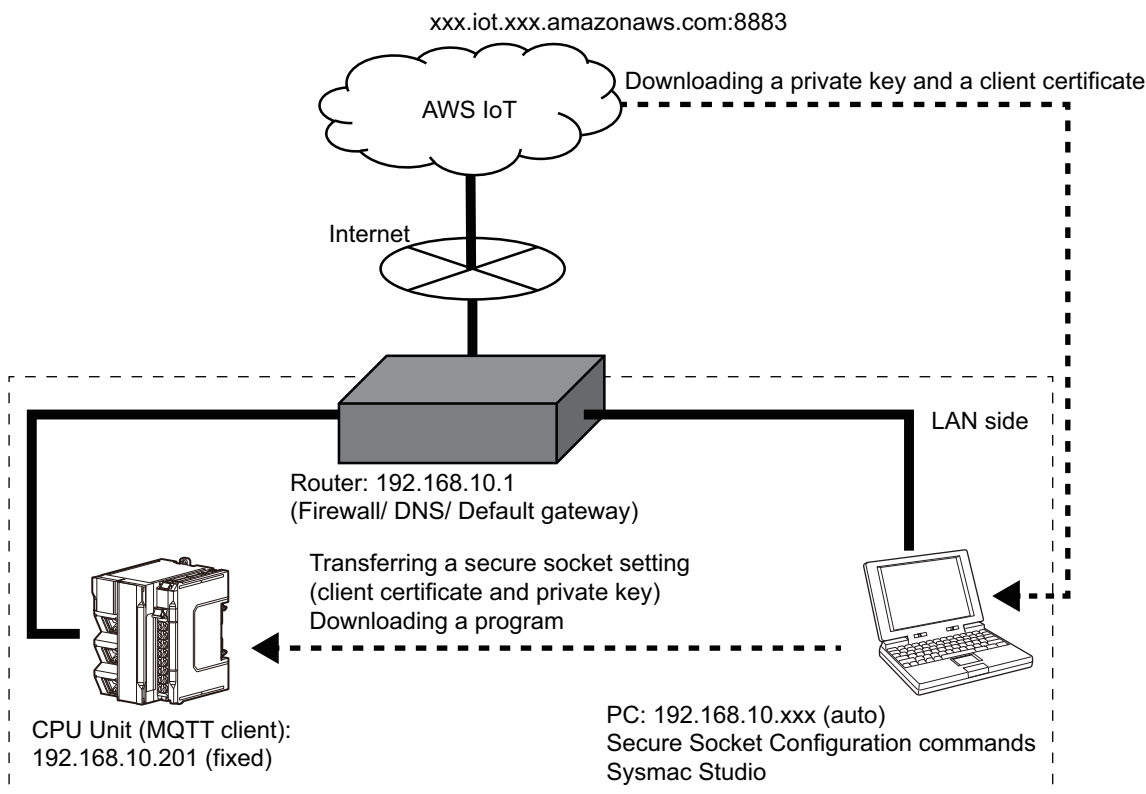 xxx.iot.xxx.amazonaws.com:8883
Downloading a private key and a client certificate
AWS IoT
Internet
LAN side
Router: 192.168.10.1
(Firewall/ DNS/ Default gateway)
Transferring a secure socket setting
(client certificate and private key)
Downloading a program
CPU Unit (MQTT client):
192.168.10.201 (fixed)
PC: 192.168.10.xxx (auto)
Secure Socket Configuration commands
Sysmac Studio